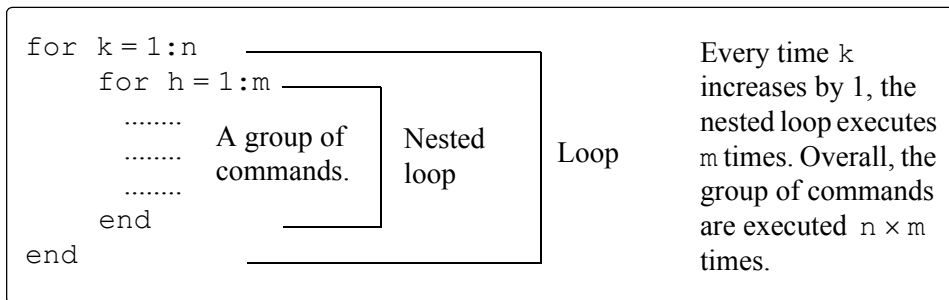 for k = 1:n
for h = 1:m
........
........
........
A group of
commands.
end
end
Nested
loop
Loop
Every time k
increases by 1, the
nested loop executes
m times. Overall, the
group of commands
are executed n × m
times.